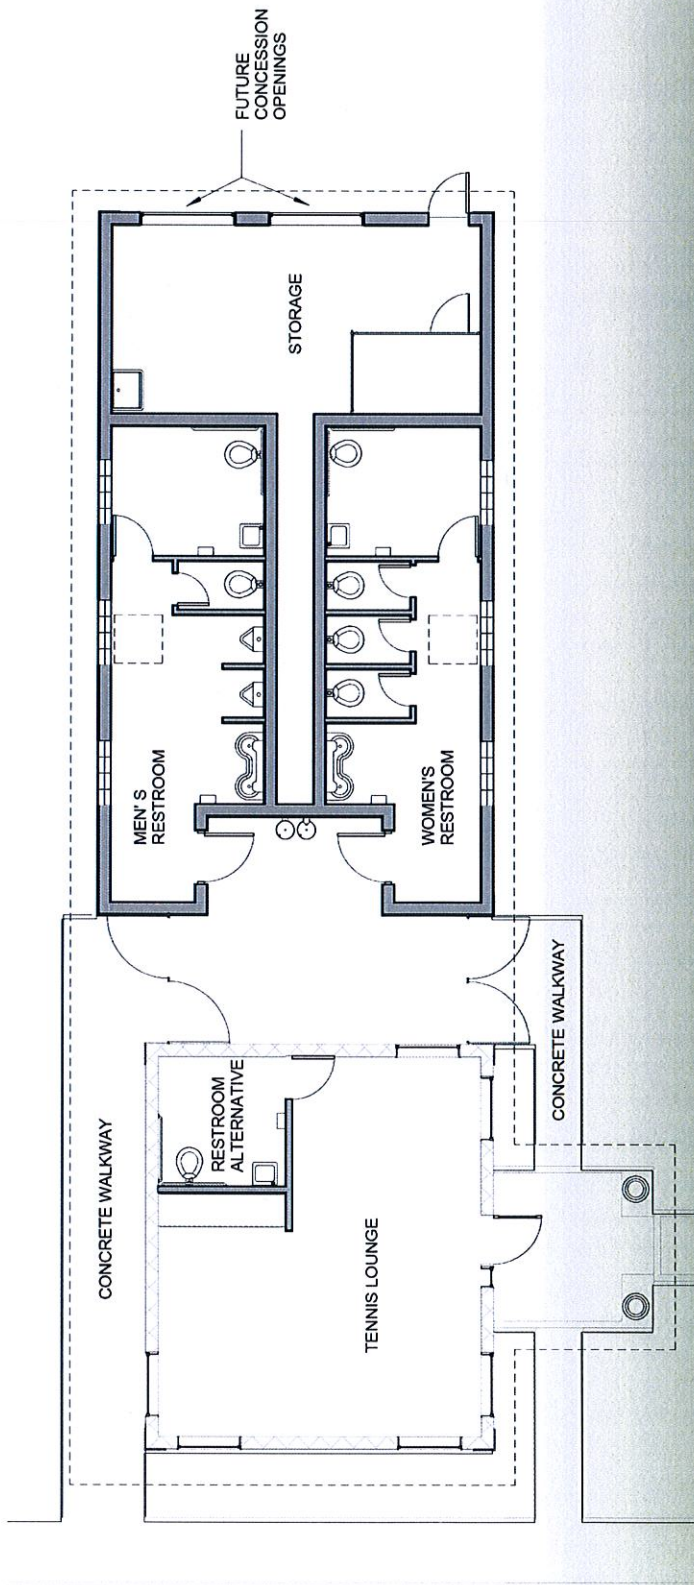 FUTURE
CONCESSION
OPENINGS
STORAGE
MEN' S
RESTROOM
WOMEN'S
RESTROOM
CONCRETE WALKWAY
RESTROOM
ALTERNATIVE
TENNIS LOUNGE
CONCRETE WALKWAY